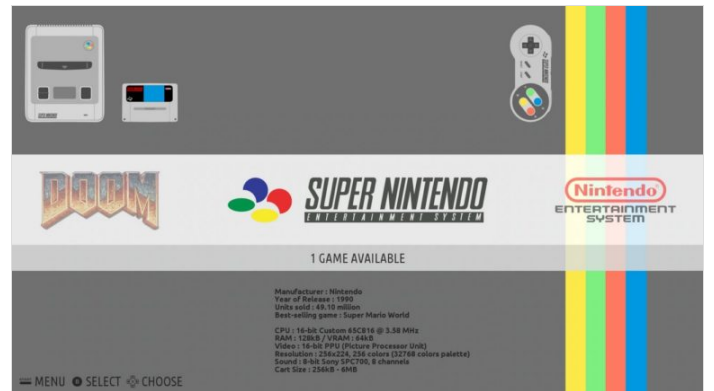 DOOM
SUPER NINTENDO
ENTERTAINMENT SYSTEM
Nintendo
ENTERTAINMENT
SYSTEM
1 GAME AVAILABLE
Manufacturer : Nintendo
Year of Release : 1990
Units sold : 49.10 million
Best-selling game : Super Mario World
CPU : 16-bit Custom 65C816 @ 3.58 MHz
RAM : 128kB / VRAM : 64kB
Video : 16-bit PPU (Picture Processor Unit)
Resolution : 256x224, 256 colors (32768 colors palette)
Sound : 8-bit Sony SPC700, 8 channels
Cart Size : 256kB - 6MB
MENU SELECT CHOOSE